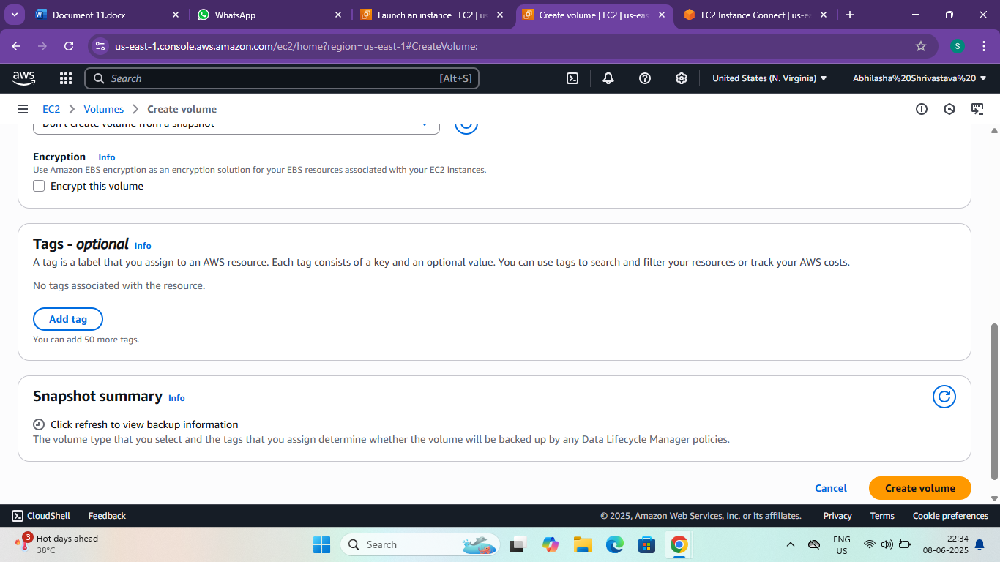 Document 11.docx
WhatsApp
Launch an instance | EC2 | us
Create volume | EC2 | us-eas
EC2 Instance Connect | us-ea
us-east-1.console.aws.amazon.com/ec2/home?region=us-east-1#CreateVolume:
S
aws
Search
[Alt+S]
United States (N. Virginia)
Abhilasha%20Shrivastava%20
EC2
Volumes
Create volume
Don't create volume from a snapshot
Encryption
Info
Use Amazon EBS encryption as an encryption solution for your EBS resources associated with your EC2 instances.
Encrypt this volume
Tags - optional Info
A tag is a label that you assign to an AWS resource. Each tag consists of a key and an optional value. You can use tags to search and filter your resources or track your AWS costs.
No tags associated with the resource.
Add tag
You can add 50 more tags.
Snapshot summary Info
Click refresh to view backup information
The volume type that you select and the tags that you assign determine whether the volume will be backed up by any Data Lifecycle Manager policies.
Cancel
Create volume
CloudShell
Feedback
© 2025, Amazon Web Services, Inc. or its affiliates.
Privacy
Terms
Cookie preferences
3
Hot days ahead
38°C
Search
ENG
US
22:34
08-06-2025